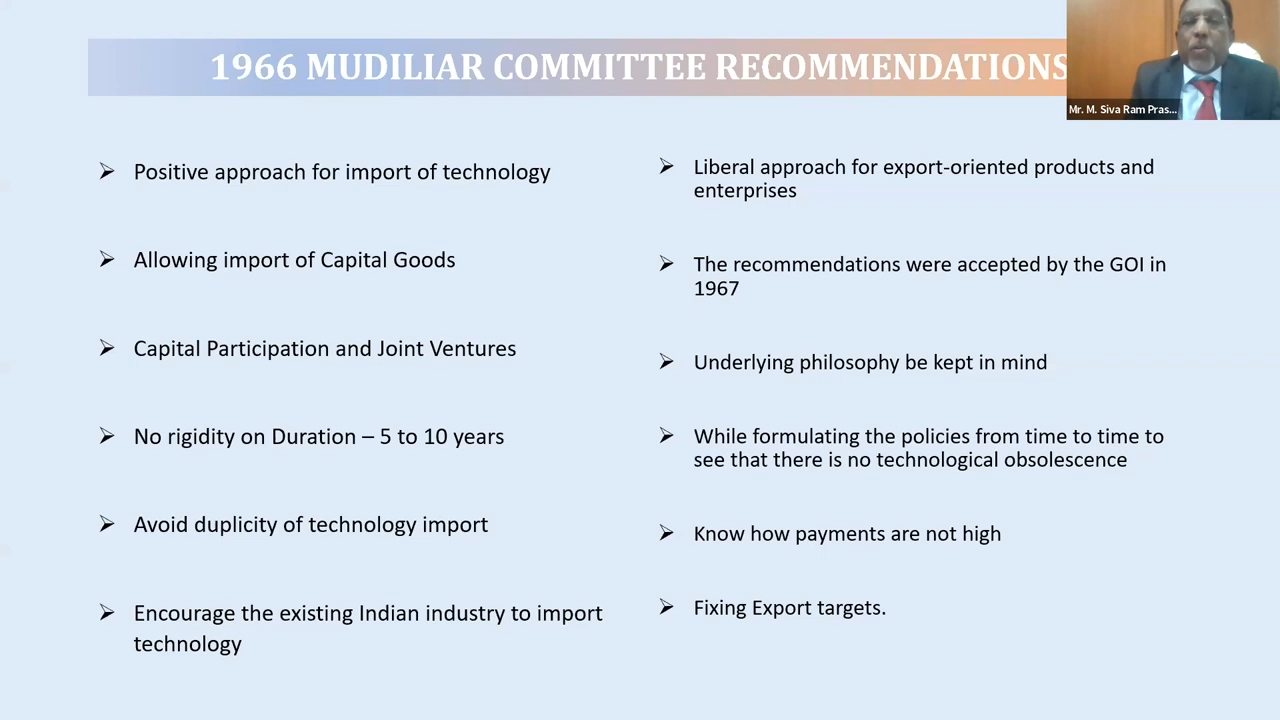 1966 MUDILIAR COMMITTEE RECOMMENDATIONS
Mr. M. Siva Ram Pras...
➢ Positive approach for import of technology
➢ Allowing import of Capital Goods
➢ Capital Participation and Joint Ventures
➢ No rigidity on Duration – 5 to 10 years
➢ Avoid duplicity of technology import
➢ Encourage the existing Indian industry to import
technology
➢ Liberal approach for export-oriented products and
enterprises
➢ The recommendations were accepted by the GOI in
1967
➢ Underlying philosophy be kept in mind
➢ While formulating the policies from time to time to
see that there is no technological obsolescence
➢ Know how payments are not high
➢ Fixing Export targets.